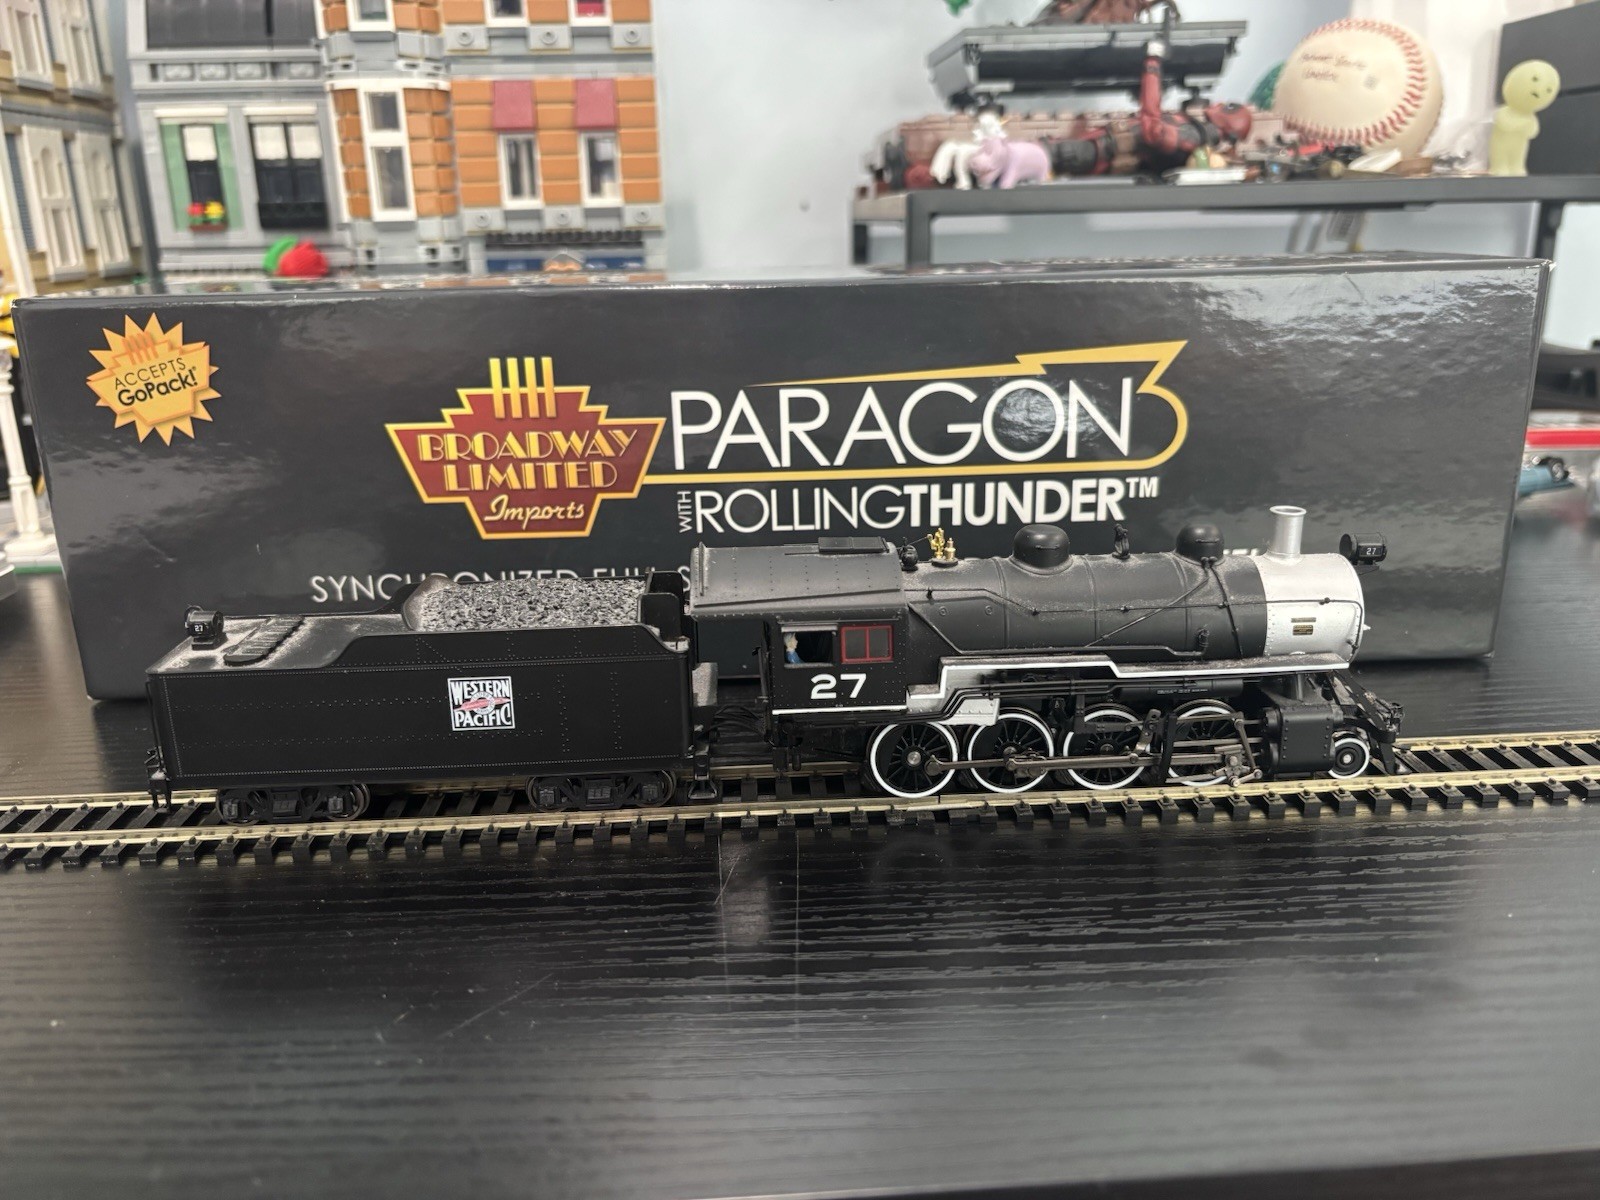 ACCEPTS
GoPack!
BROADWAY
LIMITED
Imports
PARAGON3
WITH ROLLINGTHUNDER™
27
27
WESTERN
PACIFIC
27